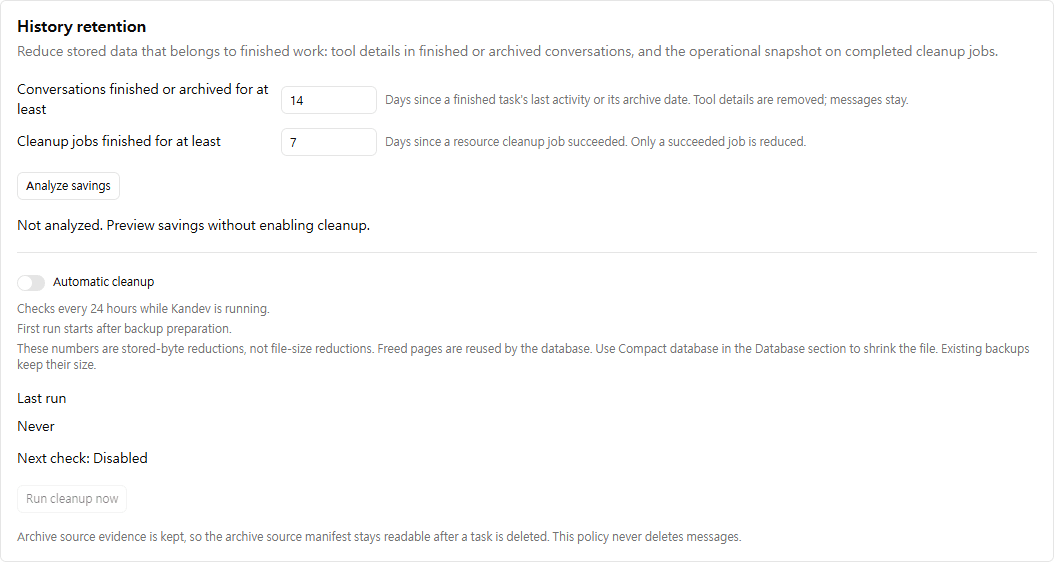 History retention
Reduce stored data that belongs to finished work: tool details in finished or archived conversations, and the operational snapshot on completed cleanup jobs.
Conversations finished or archived for at
least
14
Days since a finished task's last activity or its archive date. Tool details are removed; messages stay.
Cleanup jobs finished for at least
7
Days since a resource cleanup job succeeded. Only a succeeded job is reduced.
Analyze savings
Not analyzed. Preview savings without enabling cleanup.
Automatic cleanup
Checks every 24 hours while Kandev is running.
First run starts after backup preparation.
These numbers are stored-byte reductions, not file-size reductions. Freed pages are reused by the database. Use Compact database in the Database section to shrink the file. Existing backups
keep their size.
Last run
Never
Next check: Disabled
Run cleanup now
Archive source evidence is kept, so the archive source manifest stays readable after a task is deleted. This policy never deletes messages.